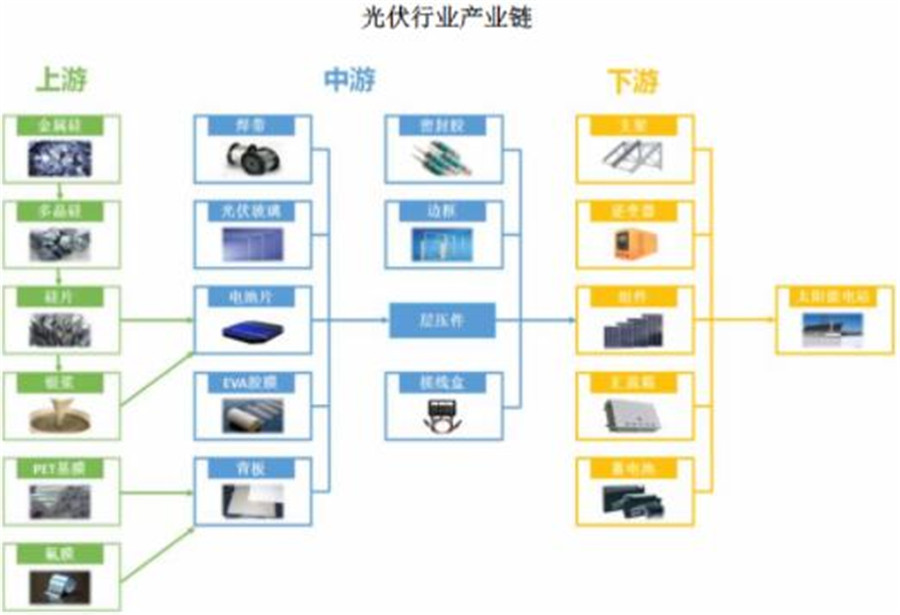 光伏行业产业链
上游
中游
下游
金属硅
焊带
密封胶
支架
多晶硅
光伏玻璃
边框
逆变器
硅片
电池片
层压件
组件
太阳能电站
银浆
EVA胶膜
接线盒
汇流箱
PET基膜
背板
蓄电池
氟膜